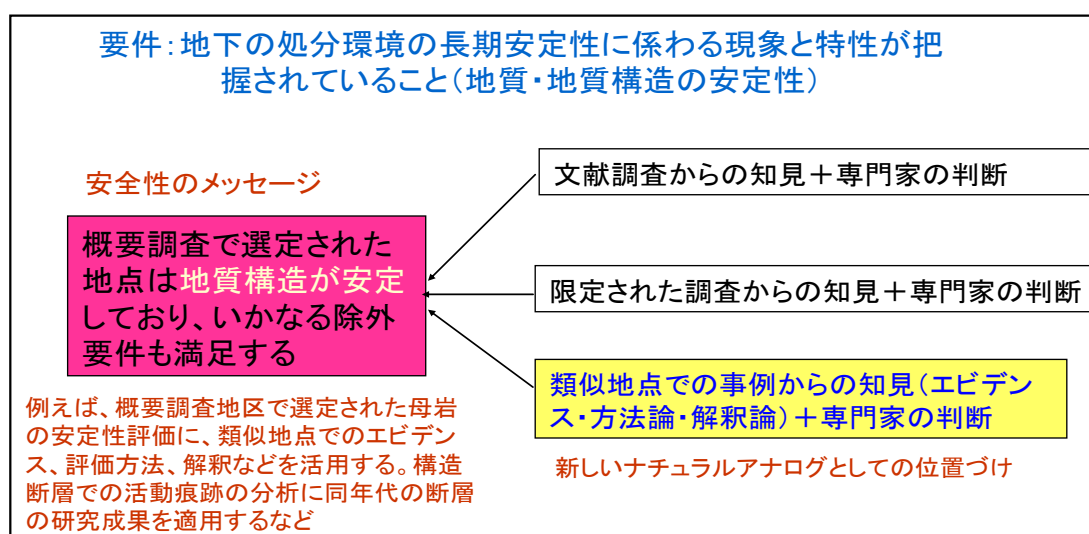 要件：地下の処分環境の長期安定性に係わる現象と特性が把
握されていること（地質・地質構造の安定性）
安全性のメッセージ
概要調査で選定された
地点は地質構造が安定
しており、いかなる除外
要件も満足する
例えば、概要調査地区で選定された母岩
の安定性評価に、類似地点でのエビデン
ス、評価方法、解釈などを活用する。構造
断層での活動痕跡の分析に同年代の断層
の研究成果を適用するなど
文献調査からの知見＋専門家の判断
限定された調査からの知見＋専門家の判断
類似地点での事例からの知見（エビデン
ス・方法論・解釈論）＋専門家の判断
新しいナチュラルアナログとしての位置づけ